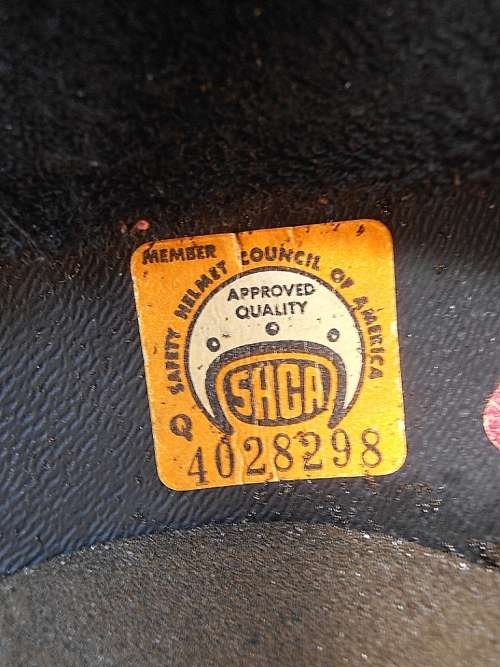 MEMBER
SAFETY HELMET COUNCIL OF AMERICA
APPROVED
QUALITY
SHCA
Q
4028298